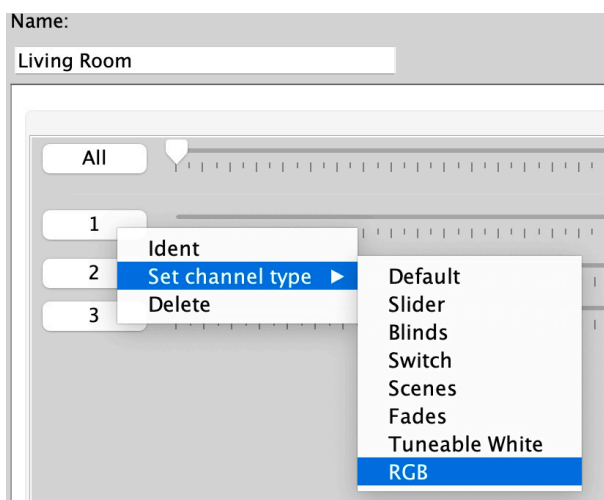 Name:
Living Room
All
1
2
3
Ident
Set channel type
Delete
Default
Slider
Blinds
Switch
Scenes
Fades
Tuneable White
RGB